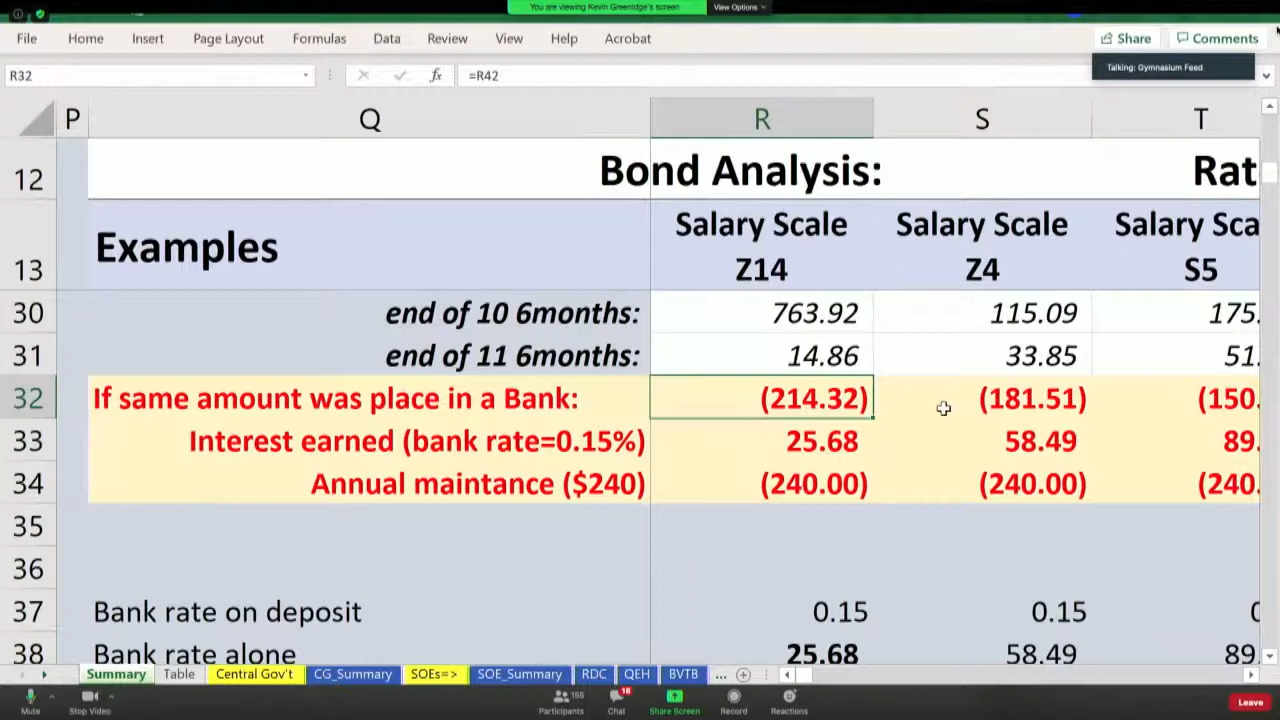 You are viewing Kevin Greenidge's screen View Options
File Home Insert Page Layout Formulas Data Review View Help Acrobat Share Comments
Talking: Gymnasium Feed
R32 fx =R42
P Q R S T
12 Bond Analysis: Rat
13 Examples Salary Scale Z14 Salary Scale Z4 Salary Sca S5
30 end of 10 6months: 763.92 115.09 175.
31 end of 11 6months: 14.86 33.85 51.
32 If same amount was place in a Bank: (214.32) (181.51) (150.
33 Interest earned (bank rate=0.15%) 25.68 58.49 89.
34 Annual maintance ($240) (240.00) (240.00) (240.
35
36
37 Bank rate on deposit 0.15 0.15 0
38 Bank rate alone 25.68 58.49 89.
Summary Table Central Gov't CG_Summary SOEs=> SOE_Summary RDC QEH BVTB ...
Mute Stop Video Participants 155 Chat 18 Share Screen Record Reactions Leave